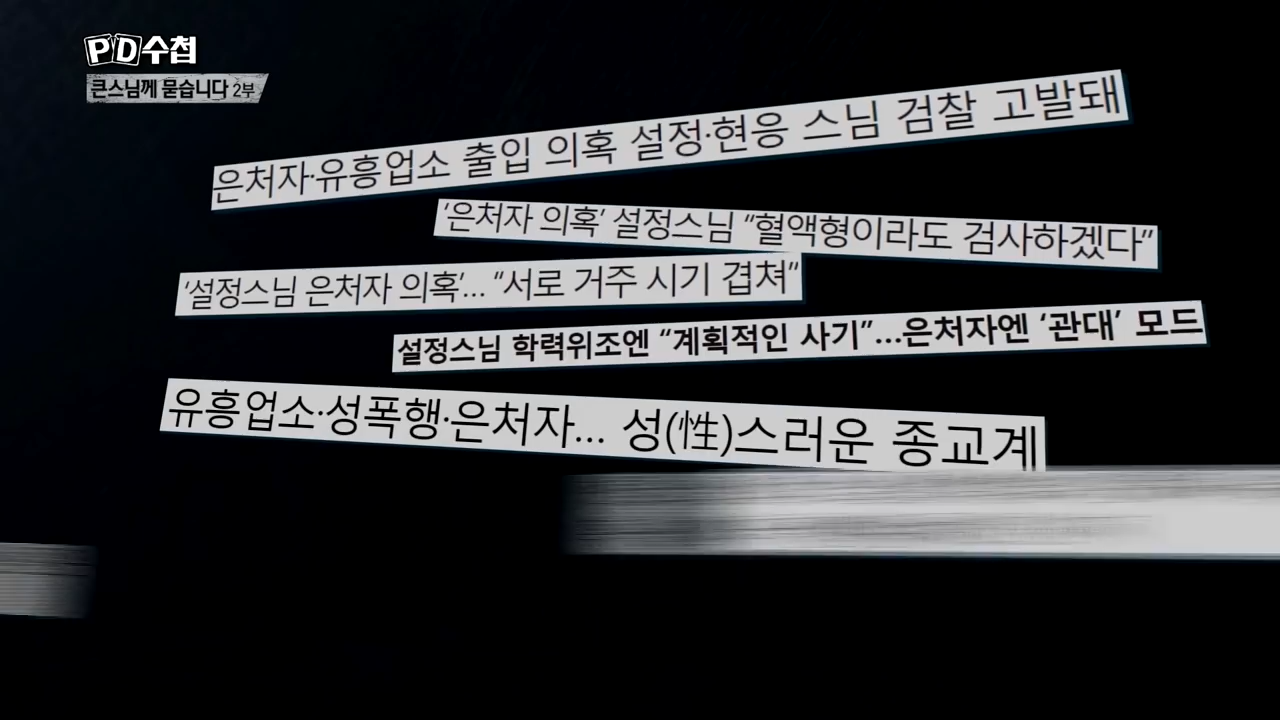 PD수첩
큰스님께 묻습니다 2부
은처자·유흥업소 출입 의혹 설정·현응 스님 검찰 고발돼
‘은처자 의혹’ 설정스님 “혈액형이라도 검사하겠다”
‘설정스님 은처자 의혹’... “서로 거주 시기 겹쳐”
설정스님 학력위조엔 “계획적인 사기”...은처자엔 ‘관대’ 모드
유흥업소·성폭행·은처자... 성(性)스러운 종교계